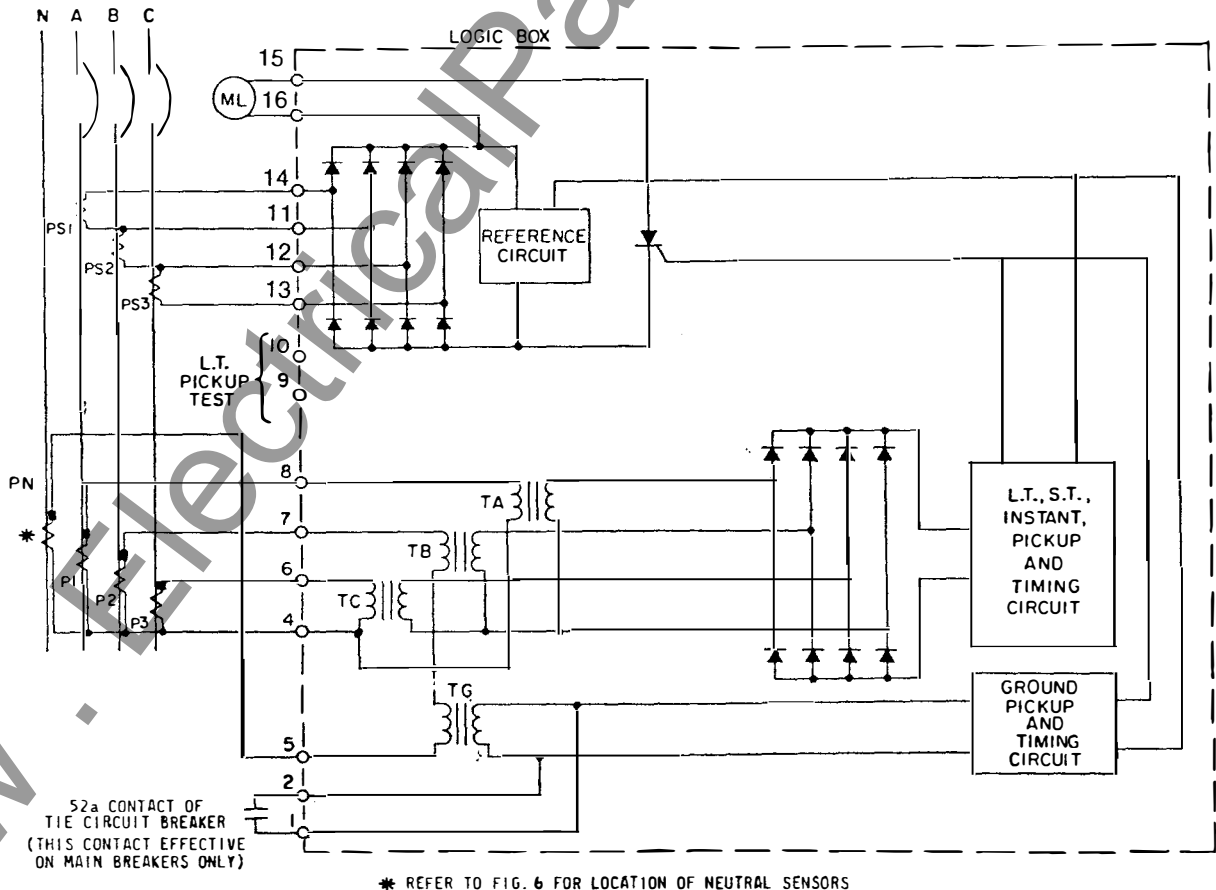 N A B C
LOGIC BOX
15
ML
16
14
PS1
11
REFERENCE
CIRCUIT
PS2
12
PS3
13
L.T.
PICKUP
TEST
10
9
PN
8
TA
*
7
TB
P1
6
P2
TC
P3
4
L.T., S.T.,
INSTANT,
PICKUP
AND
TIMING
CIRCUIT
TG
GROUND
PICKUP
AND
TIMING
CIRCUIT
5
2
1
52a CONTACT OF
TIE CIRCUIT BREAKER
(THIS CONTACT EFFECTIVE
ON MAIN BREAKERS ONLY)
* REFER TO FIG. 6 FOR LOCATION OF NEUTRAL SENSORS
. ElectricalPa